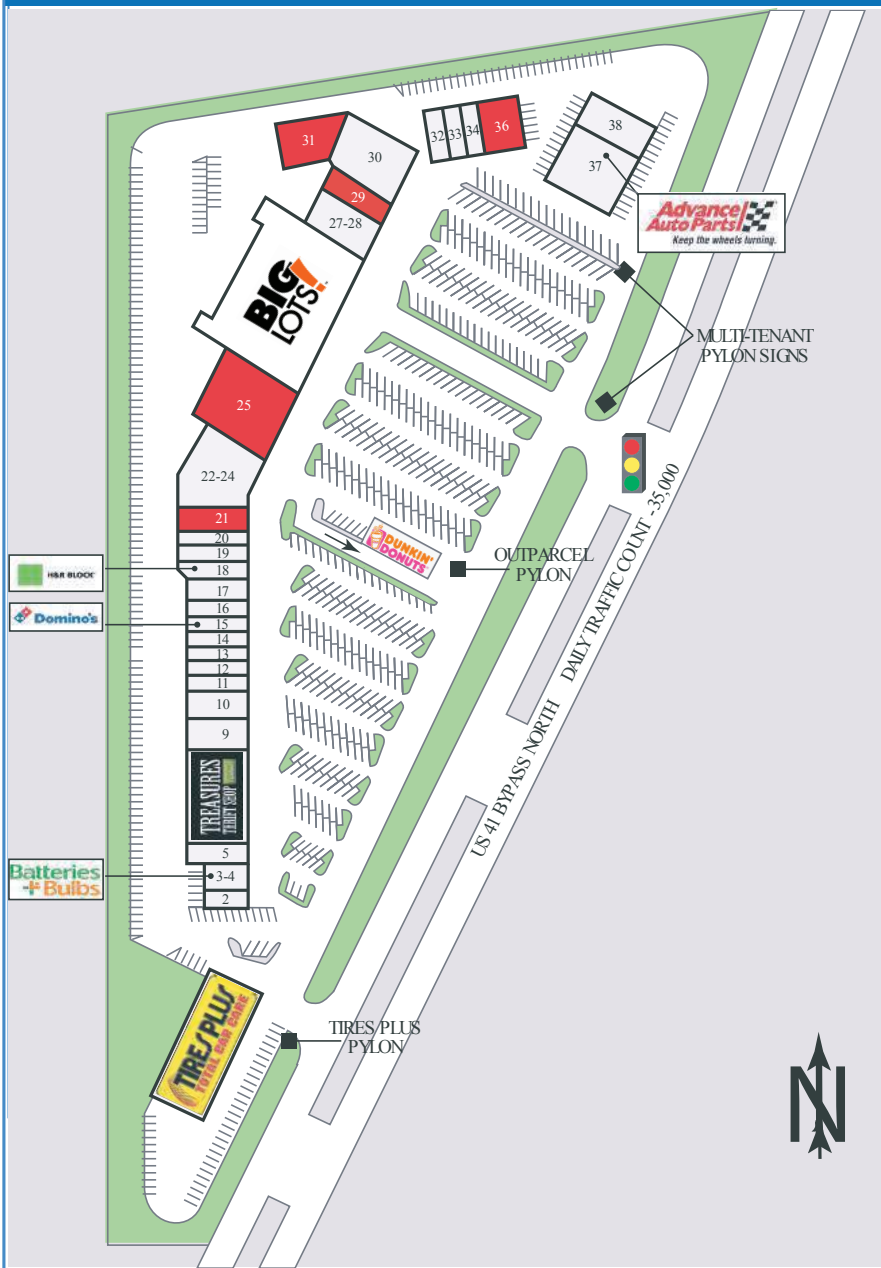 31
30
32
33
34
36
38
37
29
27-28
Advance
Auto Parts
Keep the wheels turning.
BIG
LOTS!
MULTI-TENANT
PYLON SIGNS
25
22-24
21
20
19
18
17
16
15
14
13
12
11
10
9
H&R BLOCK
Domino's
DUNKIN'
DONUTS
OUTPARCEL
PYLON
US 41 BYPASS NORTH DAILY TRAFFIC COUNT - 35,000
TREASURES
THRIFT SHOP
5
3-4
2
Batteries
+Bulbs
TIRES PLUS
TOTAL CAR CARE
TIRES PLUS
PYLON
N